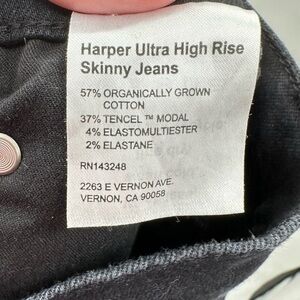 Harper Ultra High Rise
Skinny Jeans
57% ORGANICALLY GROWN
COTTON
37% TENCEL ™ MODAL
4% ELASTOMULTIESTER
2% ELASTANE
RN143248
2263 E VERNON AVE.
VERNON, CA 90058